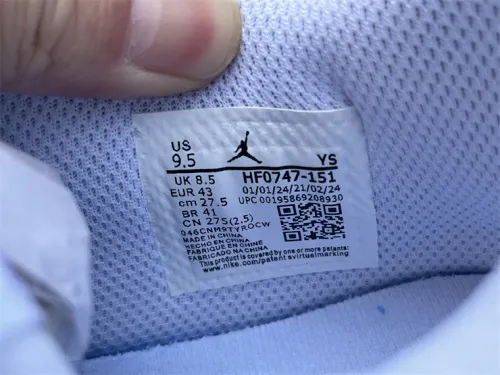 US
9.5 YS
UK 8.5 HF0747-151
EUR 43 01/01/24/21/02/24
cm 27.5 UPC 00195869208930
BR 41
CN 275(2.5)
046CNM9TYROCW
MADE IN CHINA
HECHO EN CHINA
FABRIQUÉ EN CHINE
FABRICADO NA CHINA
This product is covered by one or more patents:
www.nike.com/patents virtualmarking